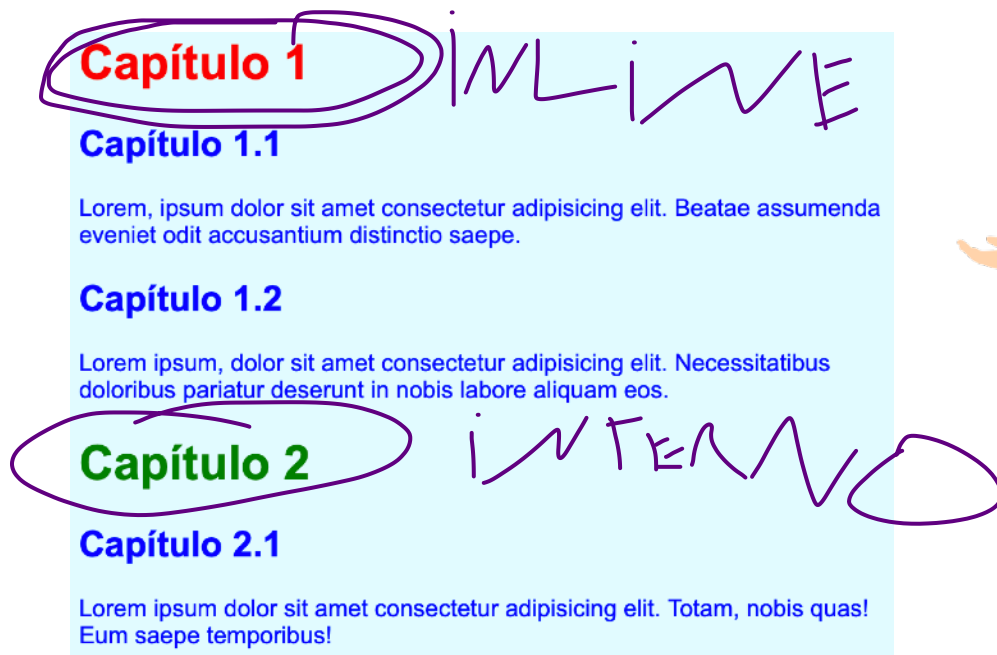 Capítulo 1
INLINE
Capítulo 1.1
Lorem, ipsum dolor sit amet consectetur adipisicing elit. Beatae assumenda
eveniet odit accusantium distinctio saepe.
Capítulo 1.2
Lorem ipsum, dolor sit amet consectetur adipisicing elit. Necessitatibus
doloribus pariatur deserunt in nobis labore aliquam eos.
Capítulo 2
INTERNO
Capítulo 2.1
Lorem ipsum dolor sit amet consectetur adipisicing elit. Totam, nobis quas!
Eum saepe temporibus!